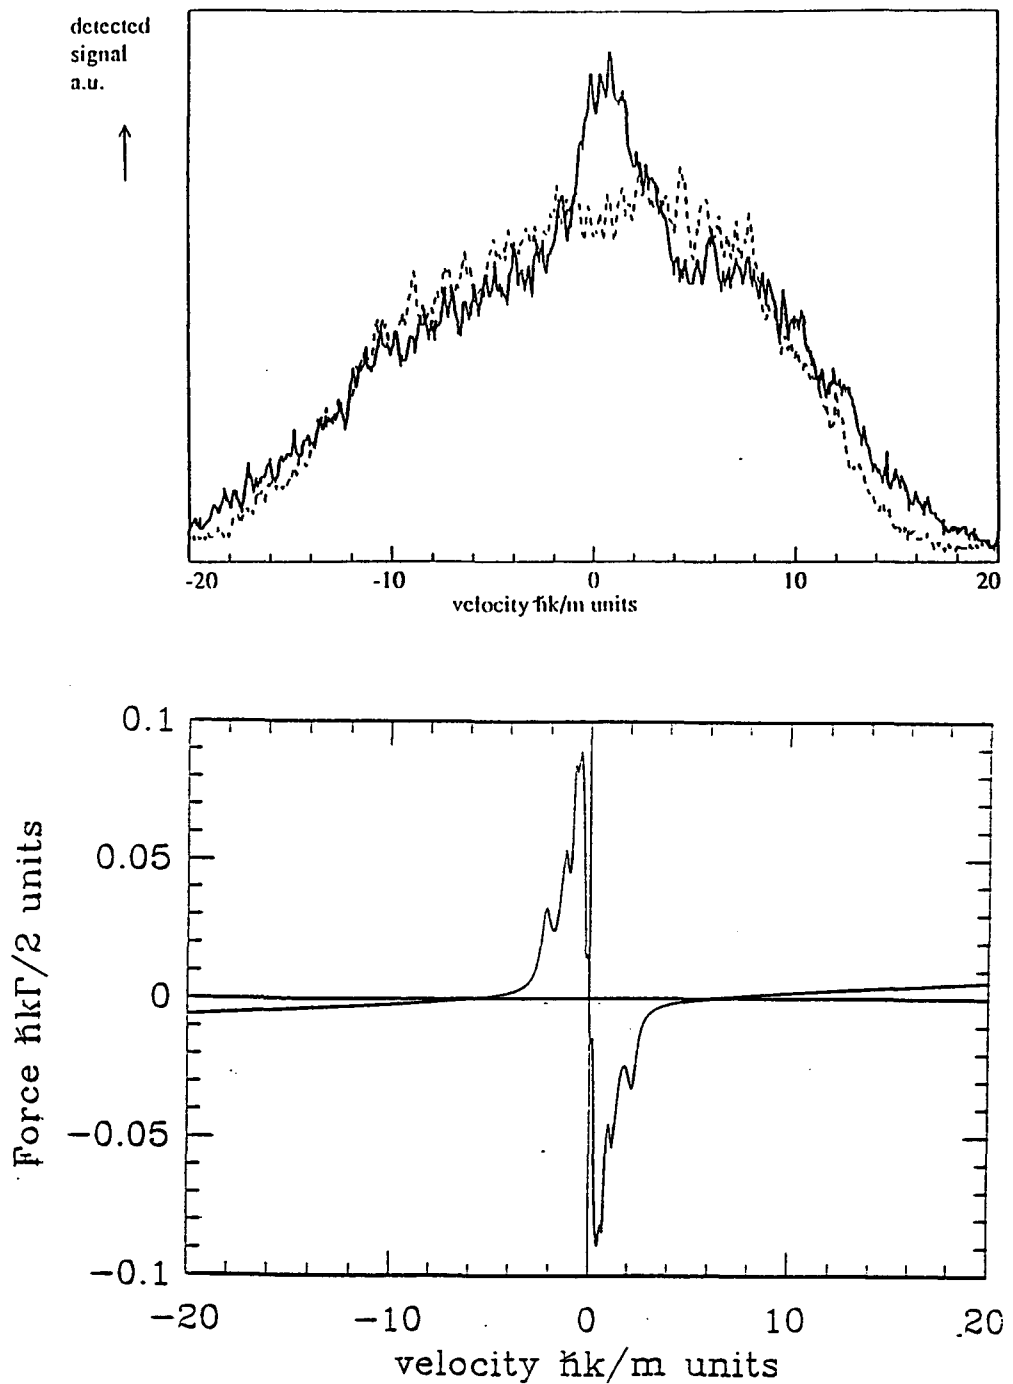 detected
signal
a.u.
-20 -10 0 10 20
velocity ħk/m units
0.1
0.05
0
−0.05
−0.1
Force ħkΓ/2 units
−20 −10 0 10 20
velocity ħk/m units